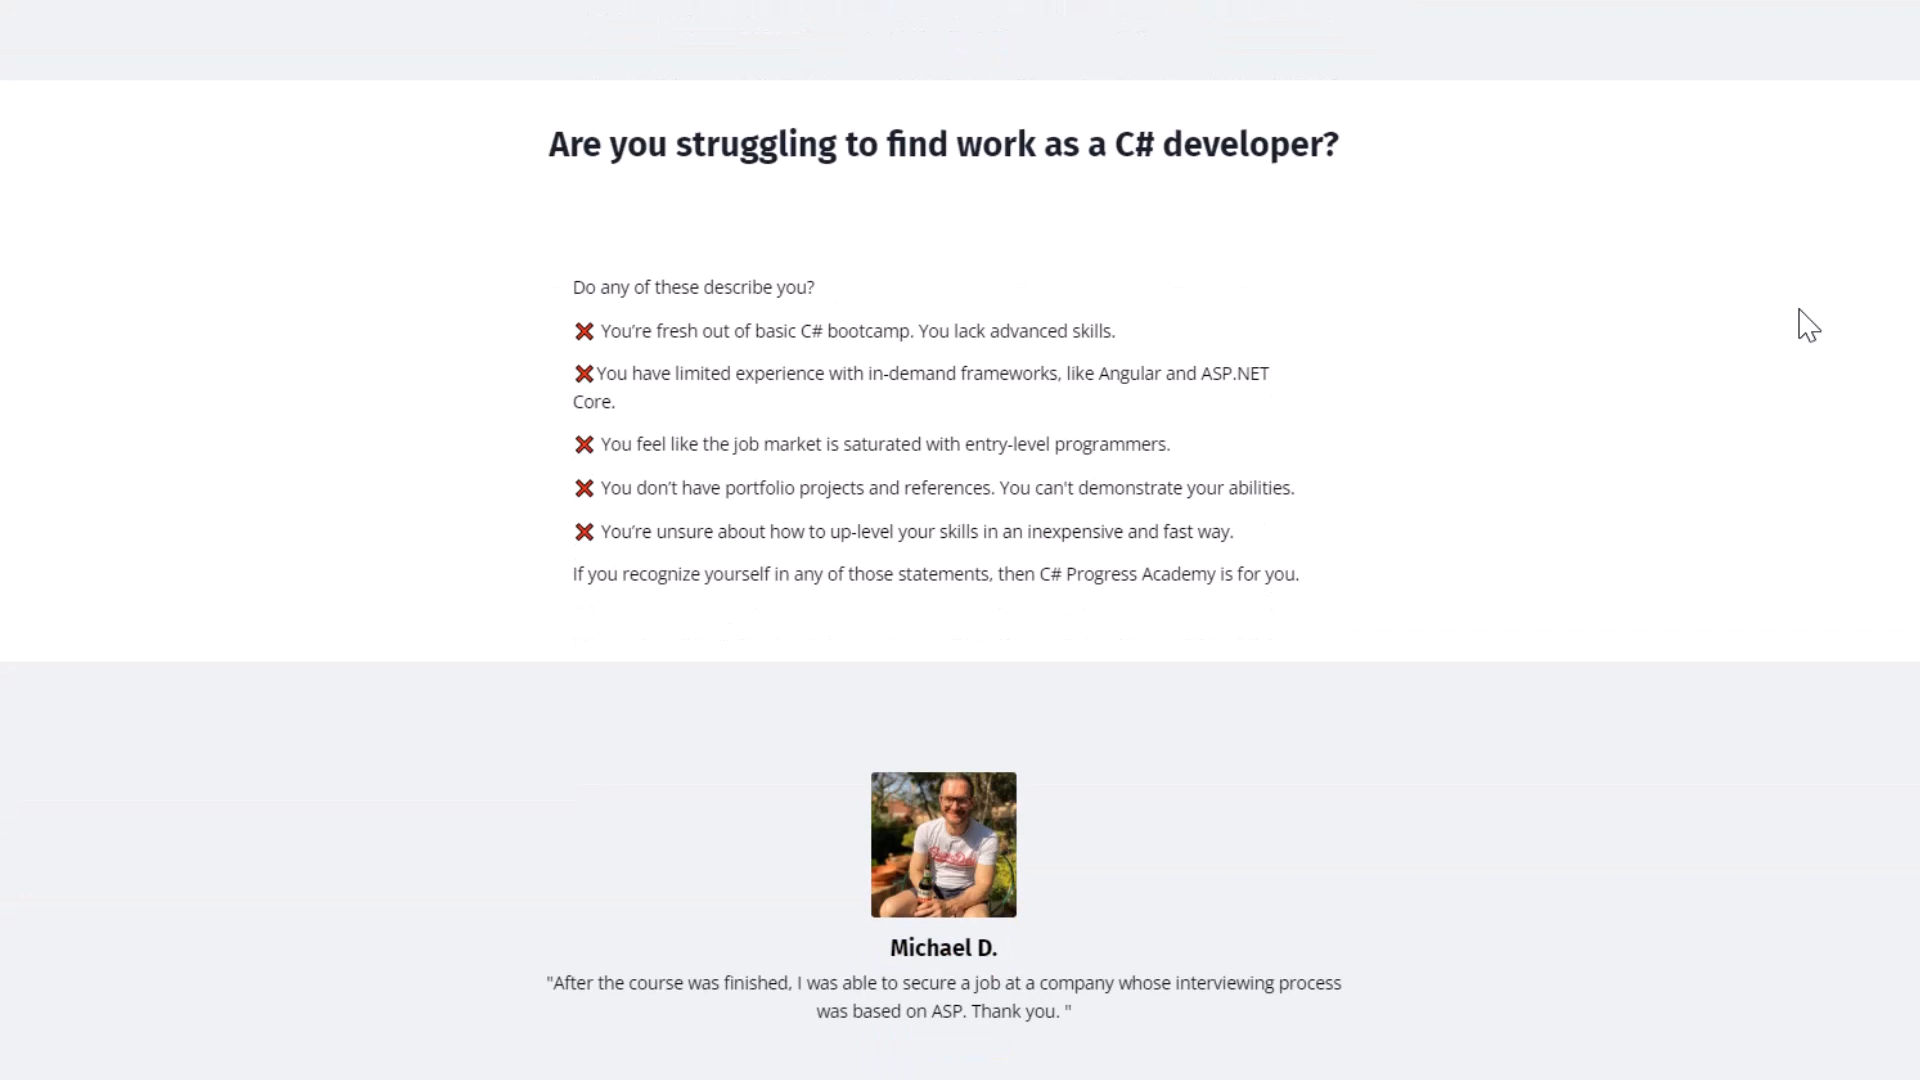 Are you struggling to find work as a C# developer?
Do any of these describe you?
❌ You’re fresh out of basic C# bootcamp. You lack advanced skills.
❌You have limited experience with in-demand frameworks, like Angular and ASP.NET
Core.
❌ You feel like the job market is saturated with entry-level programmers.
❌ You don’t have portfolio projects and references. You can't demonstrate your abilities.
❌ You’re unsure about how to up-level your skills in an inexpensive and fast way.
If you recognize yourself in any of those statements, then C# Progress Academy is for you.
Michael D.
"After the course was finished, I was able to secure a job at a company whose interviewing process
was based on ASP. Thank you. "